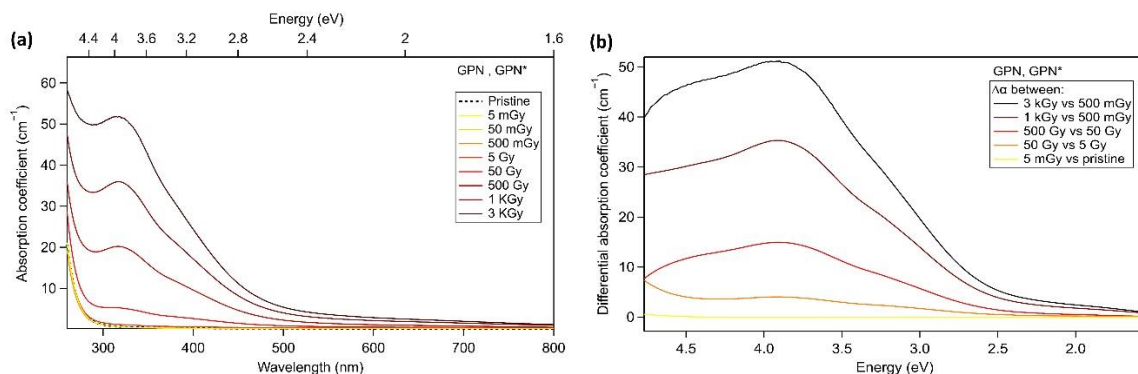 (a)
Energy (eV)
4.4 4 3.6 3.2 2.8 2.4 2 1.6
Absorption coefficient (cm⁻¹)
60
50
40
30
20
10
GPN , GPN*
Pristine
5 mGy
50 mGy
500 mGy
5 Gy
50 Gy
500 Gy
1 KGy
3 KGy
300 400 500 600 700 800
Wavelength (nm)
(b)
Differential absorption coefficient (cm⁻¹)
50
40
30
20
10
0
GPN, GPN*
Δα between:
3 kGy vs 500 mGy
1 kGy vs 500 mGy
500 Gy vs 50 Gy
50 Gy vs 5 Gy
5 mGy vs pristine
4.5 4.0 3.5 3.0 2.5 2.0
Energy (eV)